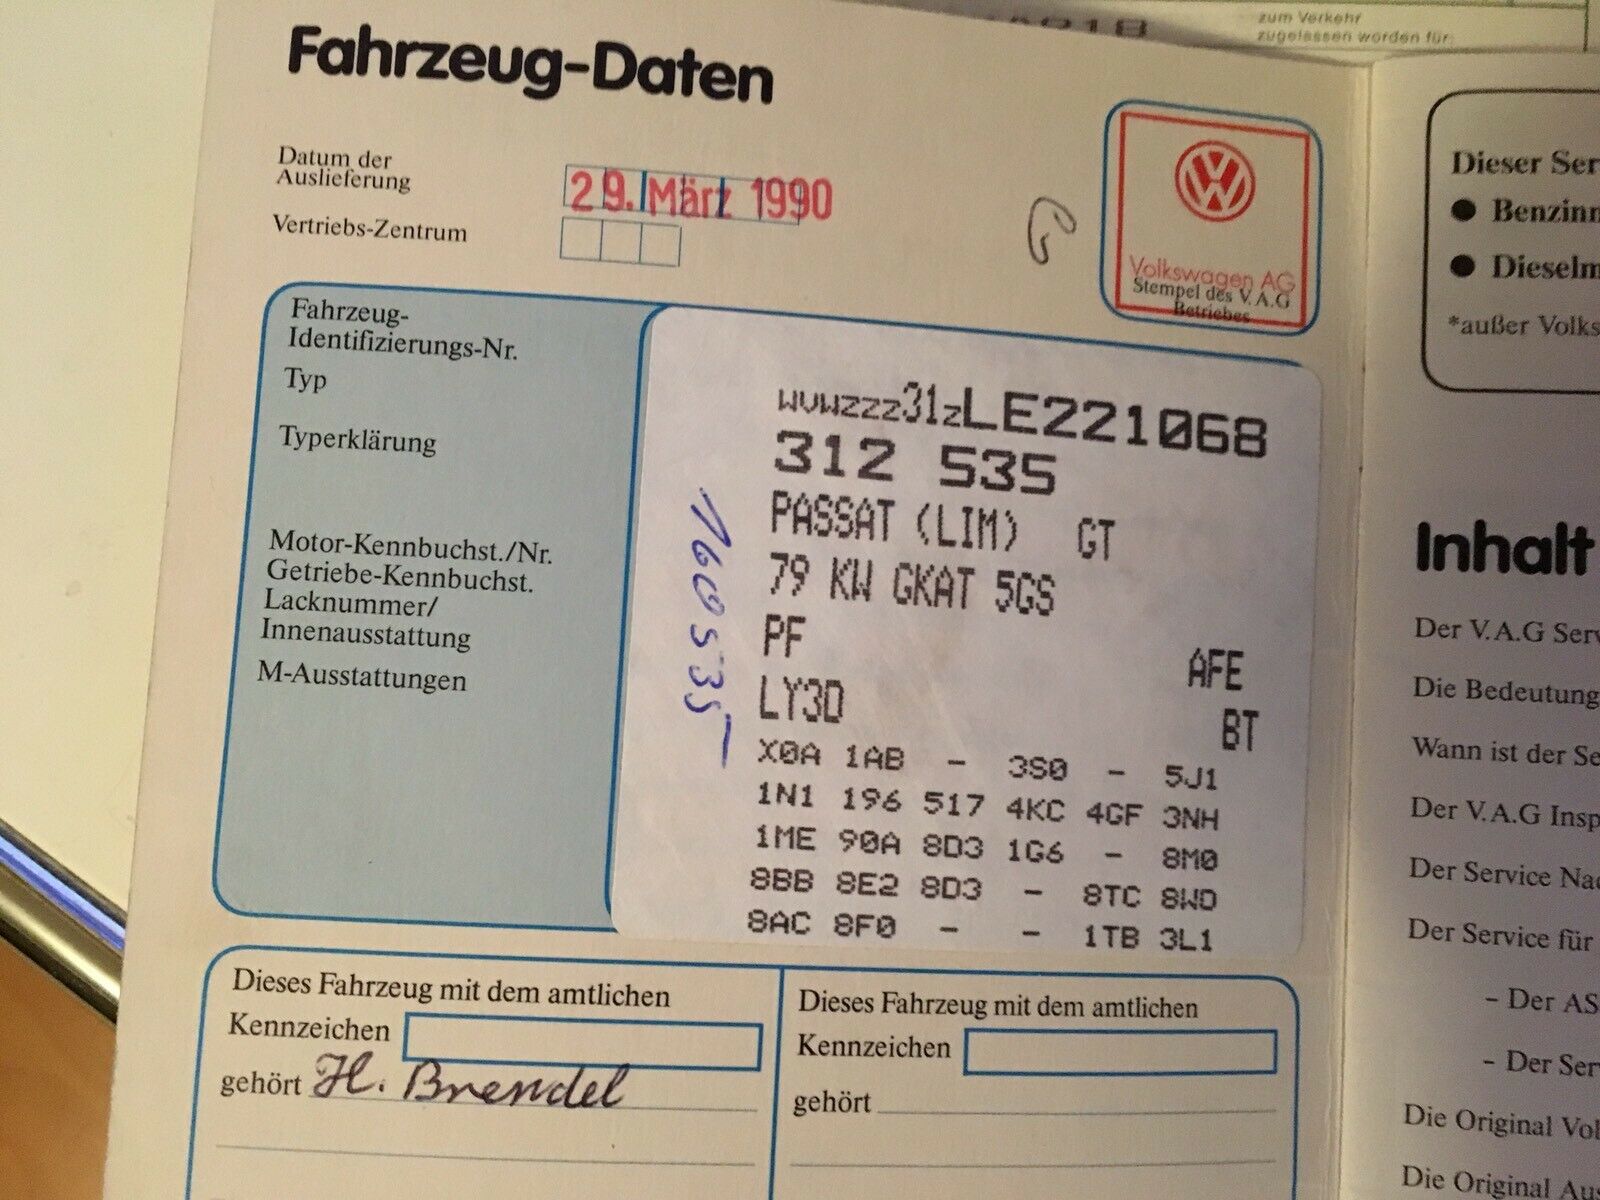 zum Verkehr
zugelassen worden für:
Fahrzeug-Daten
Datum der
Auslieferung
29. März 1990
Vertriebs-Zentrum
Volkswagen AG
Stempel des V.A.G
Betriebes
Fahrzeug-
Identifizierungs-Nr.
Typ
Typerklärung
Motor-Kennbuchst./Nr.
Getriebe-Kennbuchst.
Lacknummer/
Innenausstattung
M-Ausstattungen
WVWZZZ31ZLE221068
312 535
PASSAT (LIM) GT
79 KW GKAT 5GS
PF AFE
LY3D BT
X0A 1AB - 3S0 - 5J1
1N1 196 517 4KC 4GF 3NH
1ME 90A 8D3 1G6 - 8M0
8BB 8E2 8D3 - 8TC 8WD
8AC 8F0 - - 1TB 3L1
1609535
Dieses Fahrzeug mit dem amtlichen
Kennzeichen
gehört H. Brendel
Dieses Fahrzeug mit dem amtlichen
Kennzeichen
gehört
Dieser Ser
Benzinn
Dieselm
*außer Volks
Inhalt
Der V.A.G Serv
Die Bedeutung
Wann ist der Se
Der V.A.G Insp
Der Service Nac
Der Service für
- Der AS
- Der Ser
Die Original Vol
Die Original Aus